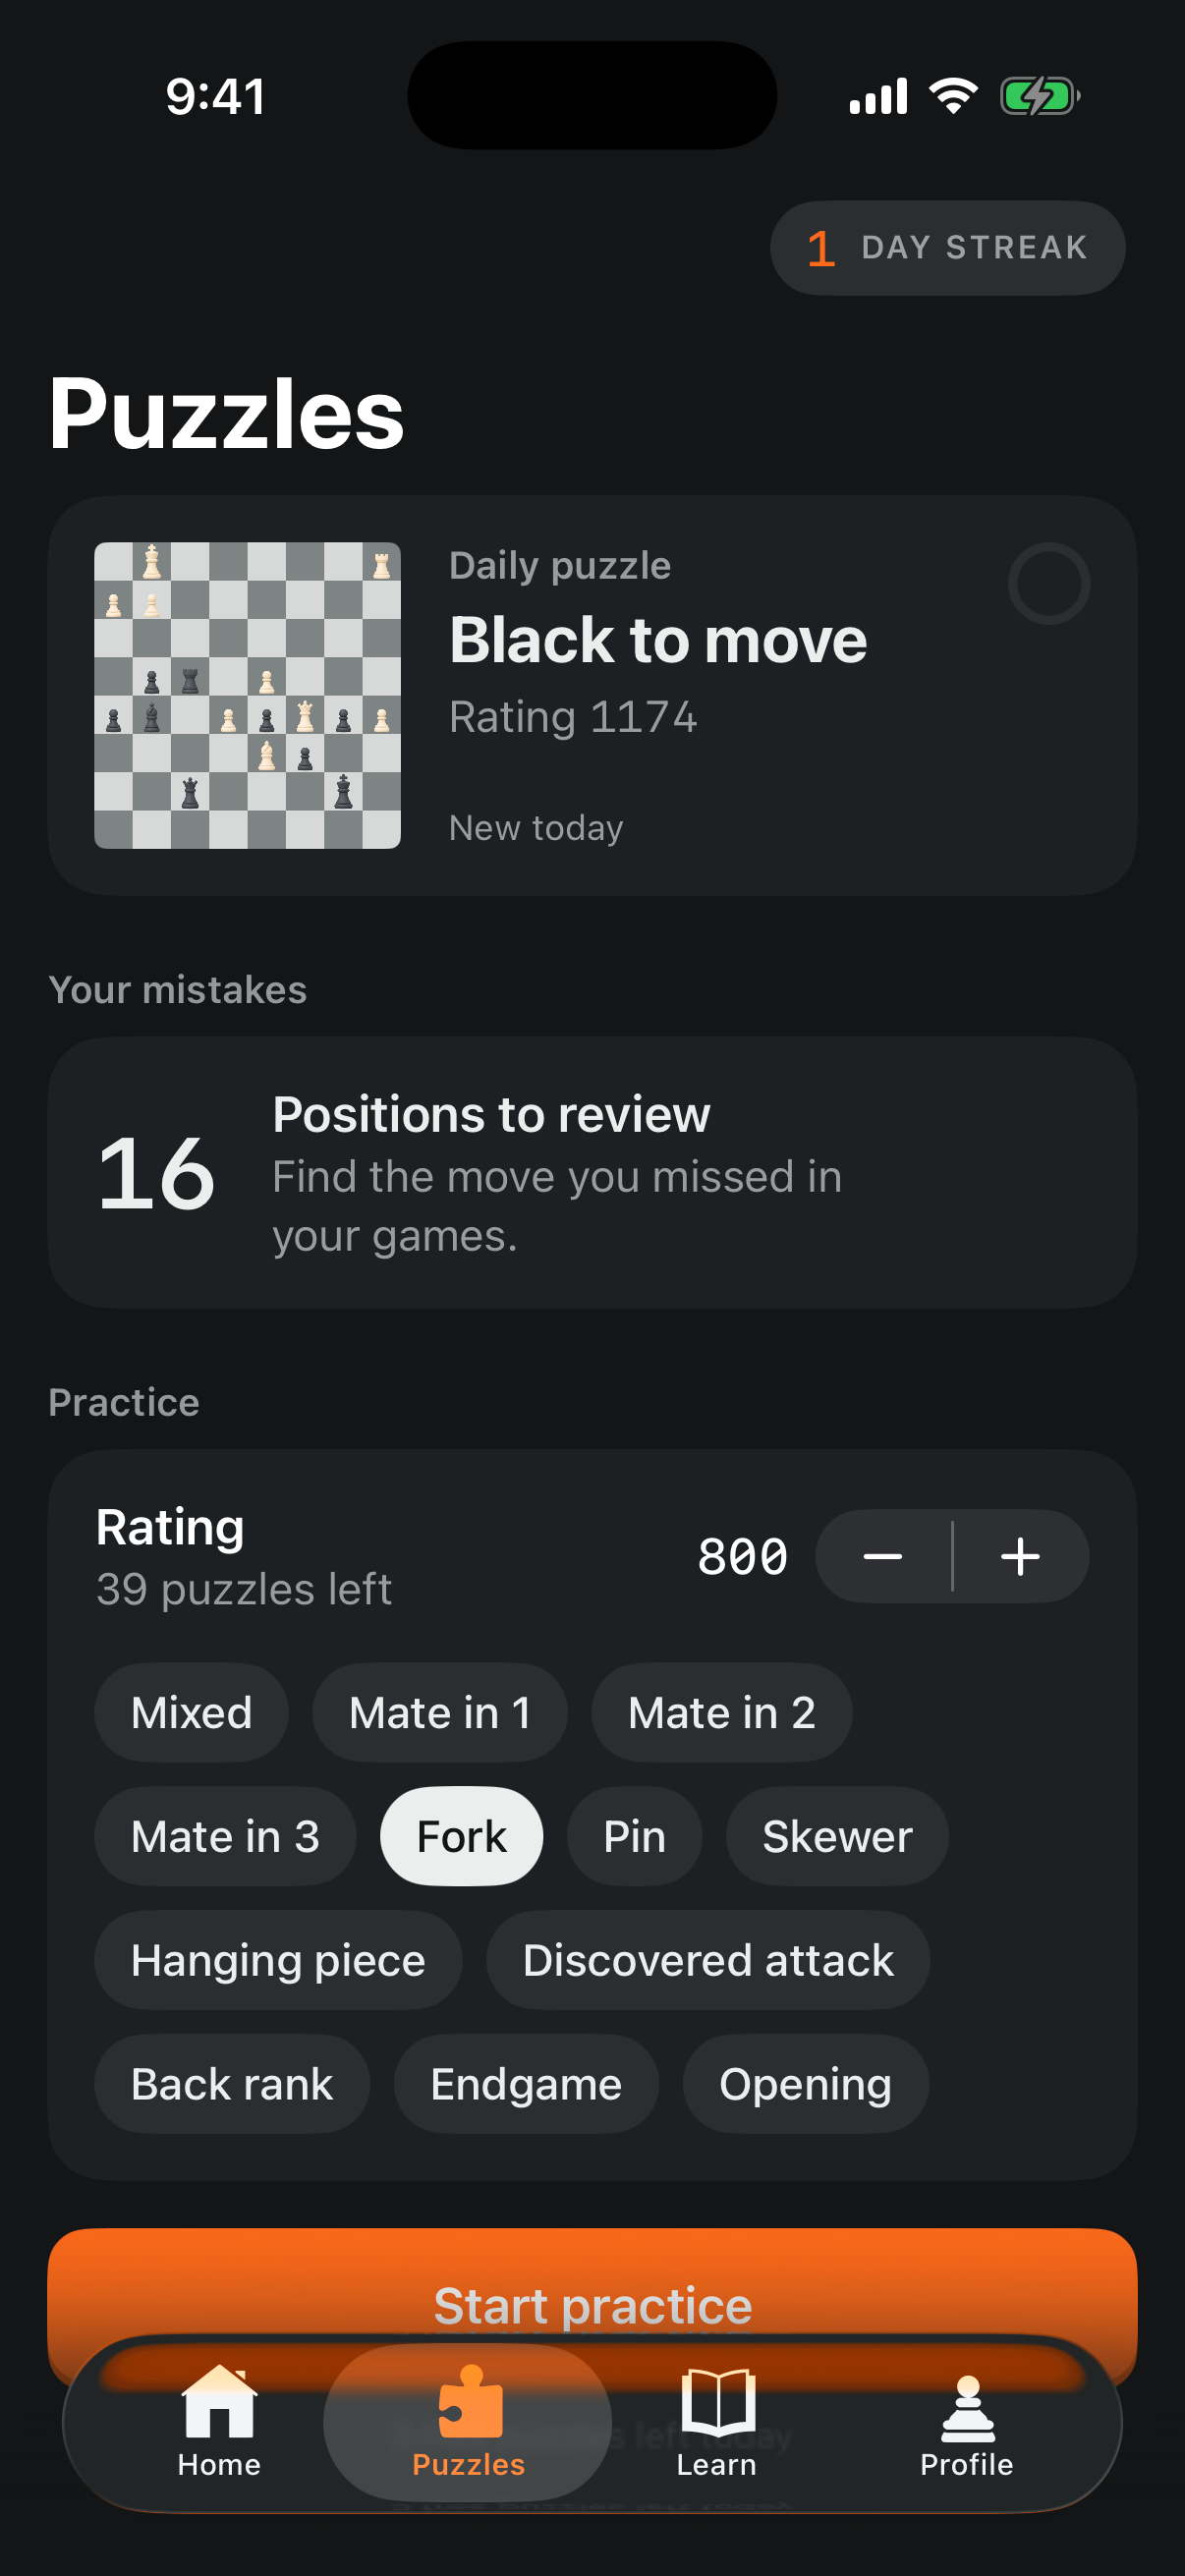 9:41
1 DAY STREAK
Puzzles
Daily puzzle
Black to move
Rating 1174
New today
Your mistakes
16
Positions to review
Find the move you missed in
your games.
Practice
Rating
39 puzzles left
800
Mixed
Mate in 1
Mate in 2
Mate in 3
Fork
Pin
Skewer
Hanging piece
Discovered attack
Back rank
Endgame
Opening
Start practice
left today
Home
Puzzles
Learn
Profile